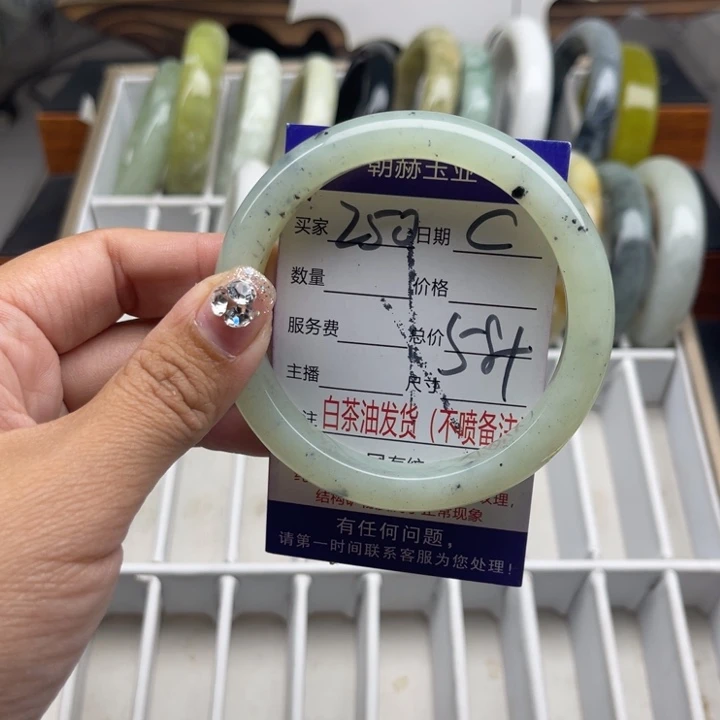 朝赫玉业
买家 250 日期 C
数量 价格
服务费 总价 584
主播 尺寸
注 白茶油发货（不喷备注
正常现象
有任何问题，
请第一时间联系客服为您处理！